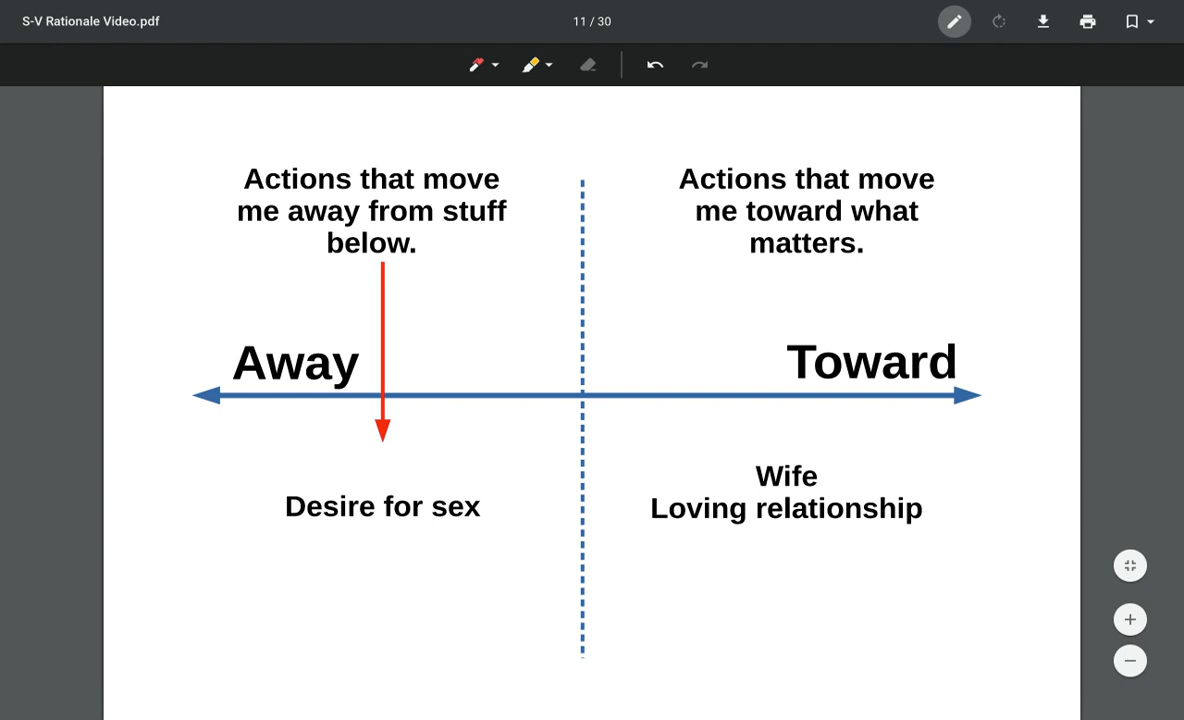 S-V Rationale Video.pdf
11 / 30
Actions that move
me away from stuff
below.
Actions that move
me toward what
matters.
Away
Toward
Desire for sex
Wife
Loving relationship